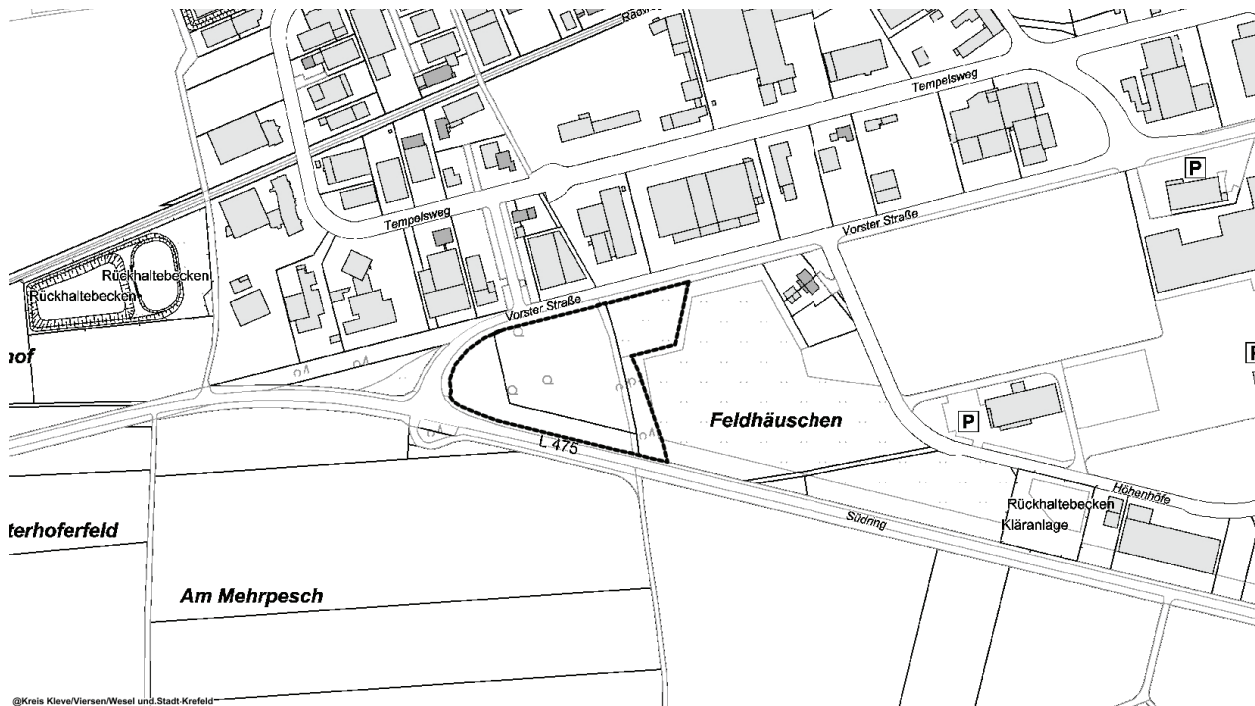 Tempelsweg
P
Vorster Straße
Tempelsweg
Rückhaltebecken
Rückhaltebecken
Vorster Straße
hof
Feldhäuschen
P
L 475
Höhenhöfe
Rückhaltebecken
Kläranlage
Südring
terhoferfeld
Am Mehrpesch
@Kreis Kleve/Viersen/Wesel und Stadt Krefeld